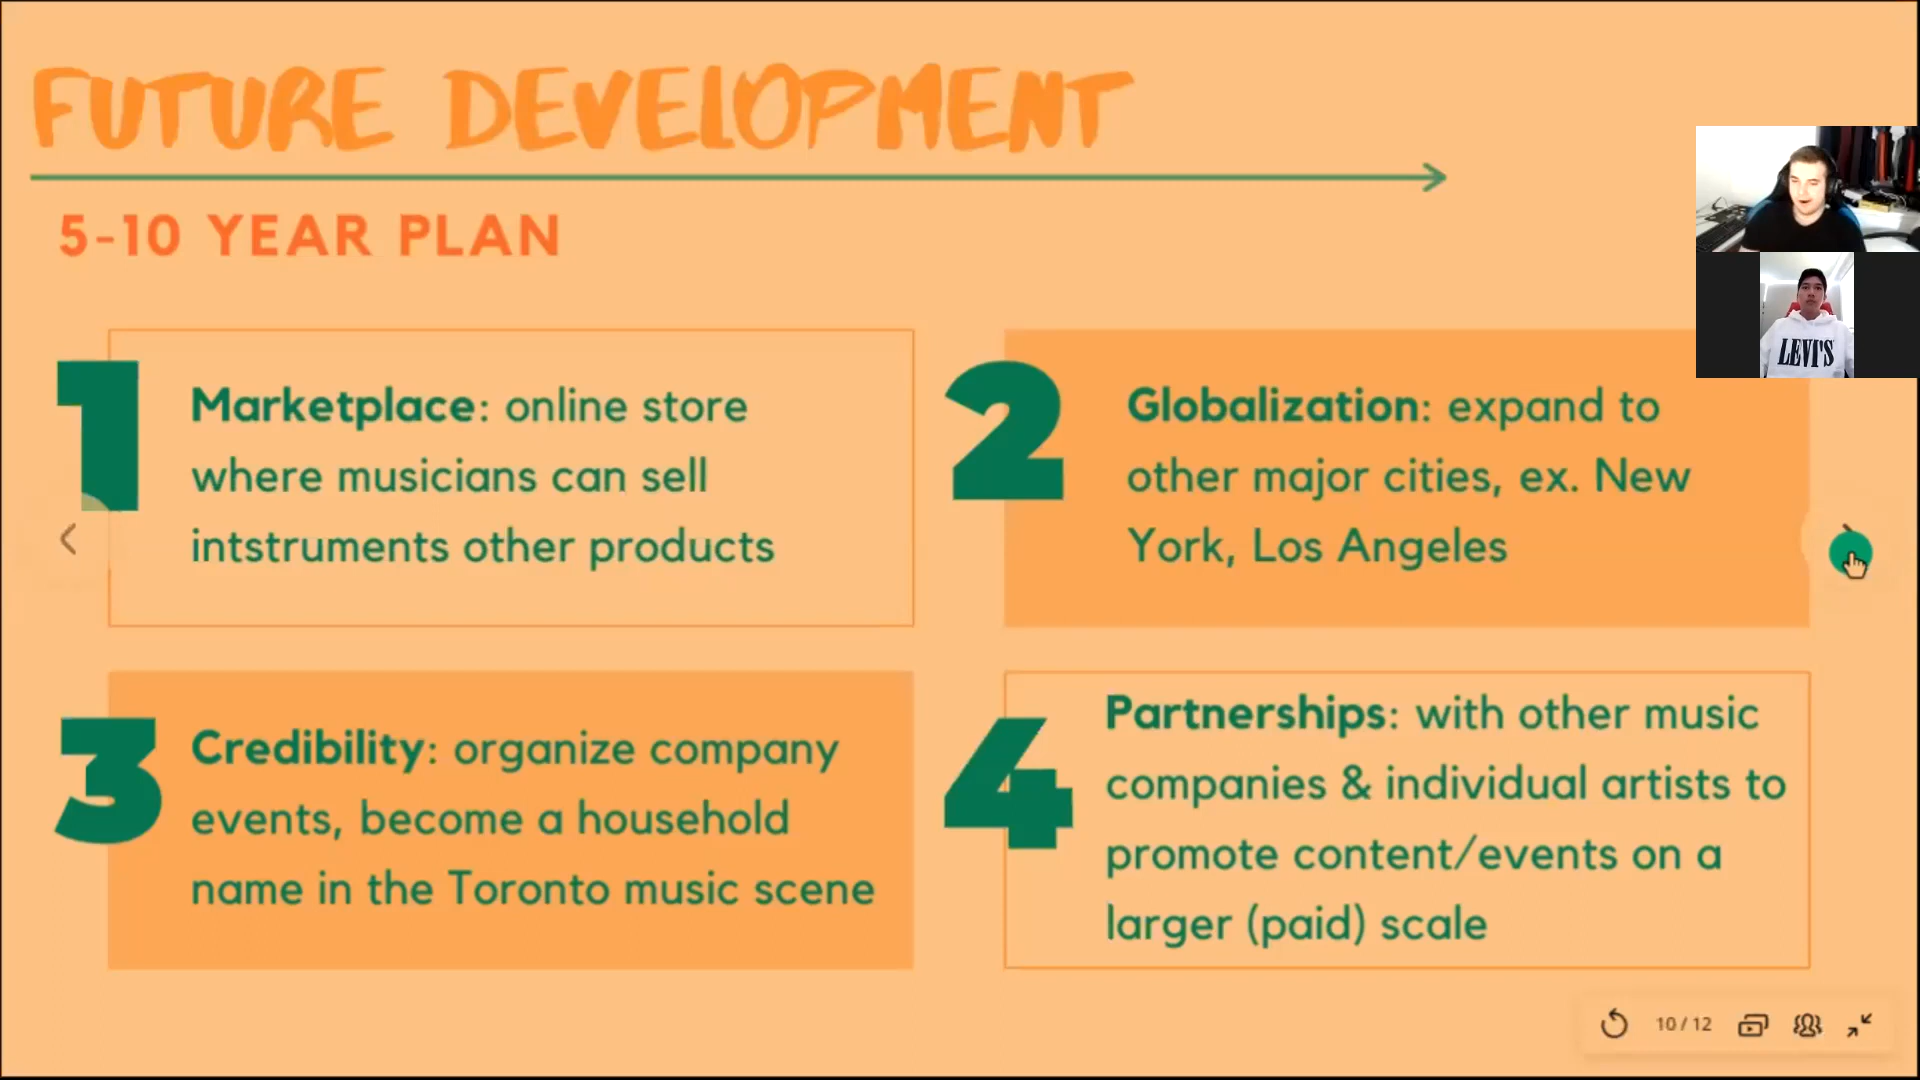 FUTURE DEVELOPMENT
5-10 YEAR PLAN
1
Marketplace: online store
where musicians can sell
intstruments other products
2
Globalization: expand to
other major cities, ex. New
York, Los Angeles
3
Credibility: organize company
events, become a household
name in the Toronto music scene
4
Partnerships: with other music
companies & individual artists to
promote content/events on a
larger (paid) scale
LEVI'S
10 / 12